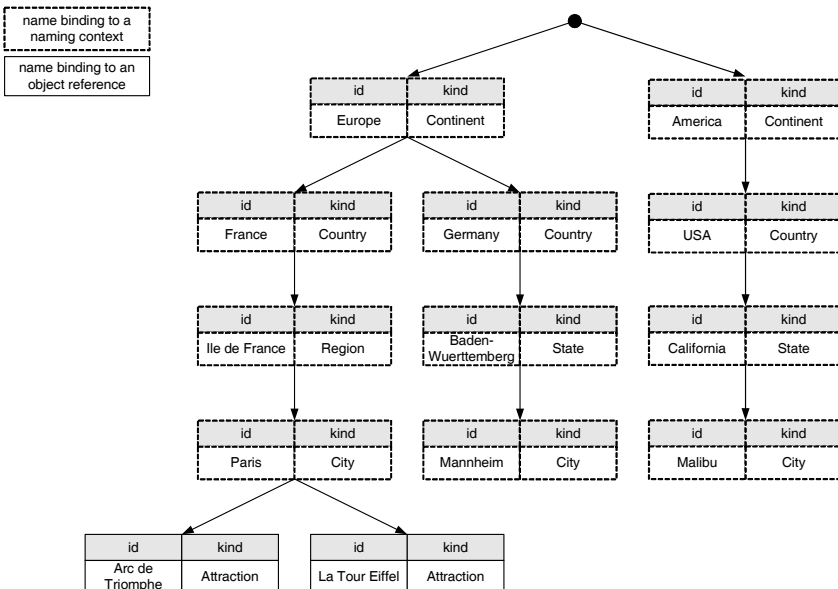 name binding to a
naming context
name binding to an
object reference
id kind
Europe Continent
id kind
America Continent
id kind
France Country
id kind
Germany Country
id kind
USA Country
id kind
Ile de France Region
id kind
Baden-
Wuerttemberg State
id kind
California State
id kind
Paris City
id kind
Mannheim City
id kind
Malibu City
id kind
Arc de
Triomphe Attraction
id kind
La Tour Eiffel Attraction